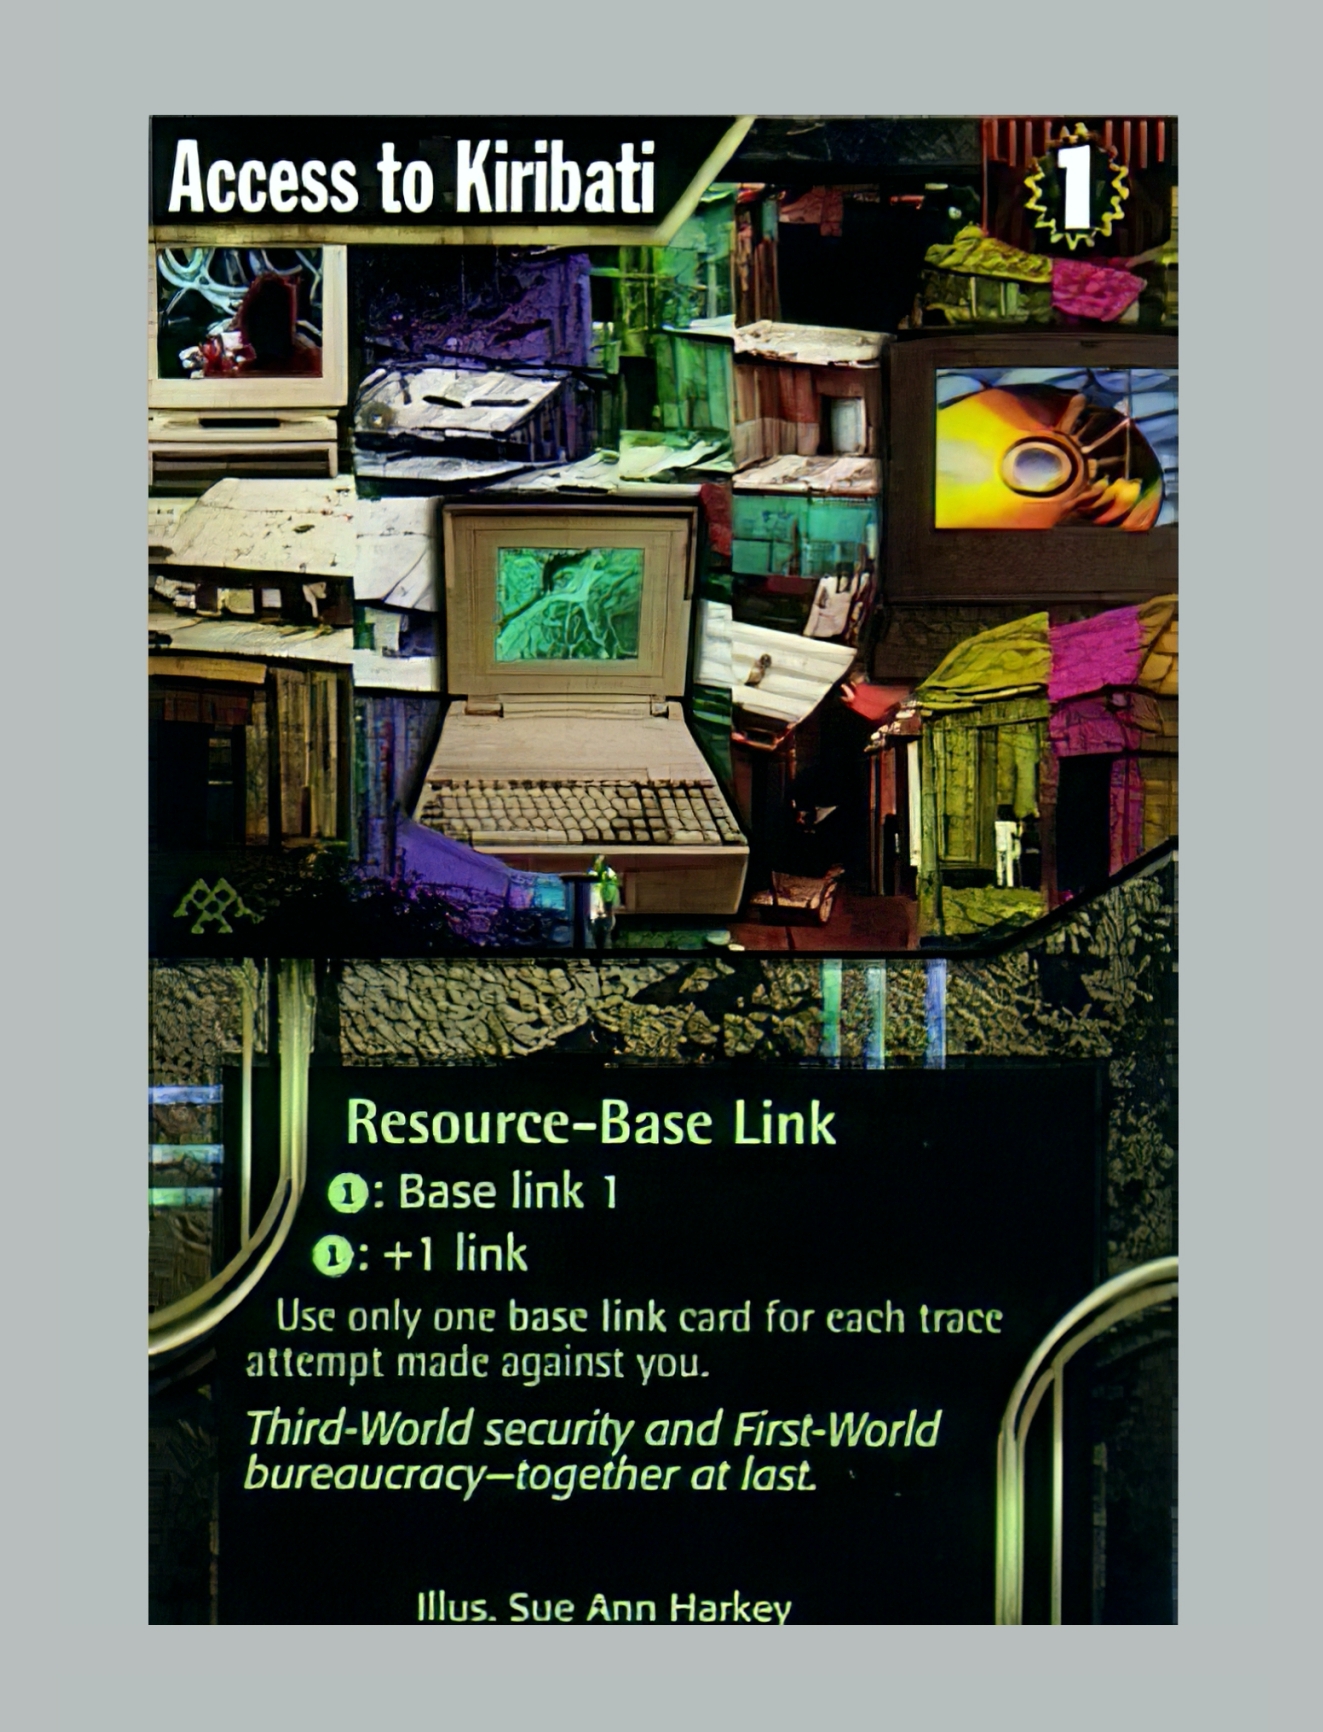 Access to Kiribati
1
Resource-Base Link
1: Base link 1
1: +1 link
Use only one base link card for each trace
attempt made against you.
Third-World security and First-World
bureaucracy—together at last.
Illus. Sue Ann Harkey